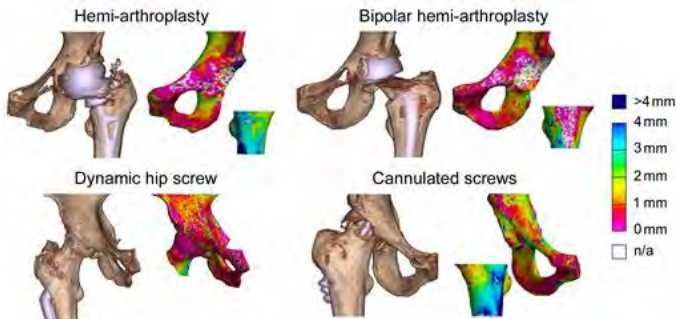 Hemi-arthroplasty
Bipolar hemi-arthroplasty
>4 mm
4 mm
3 mm
2 mm
1 mm
0 mm
n/a
Dynamic hip screw
Cannulated screws